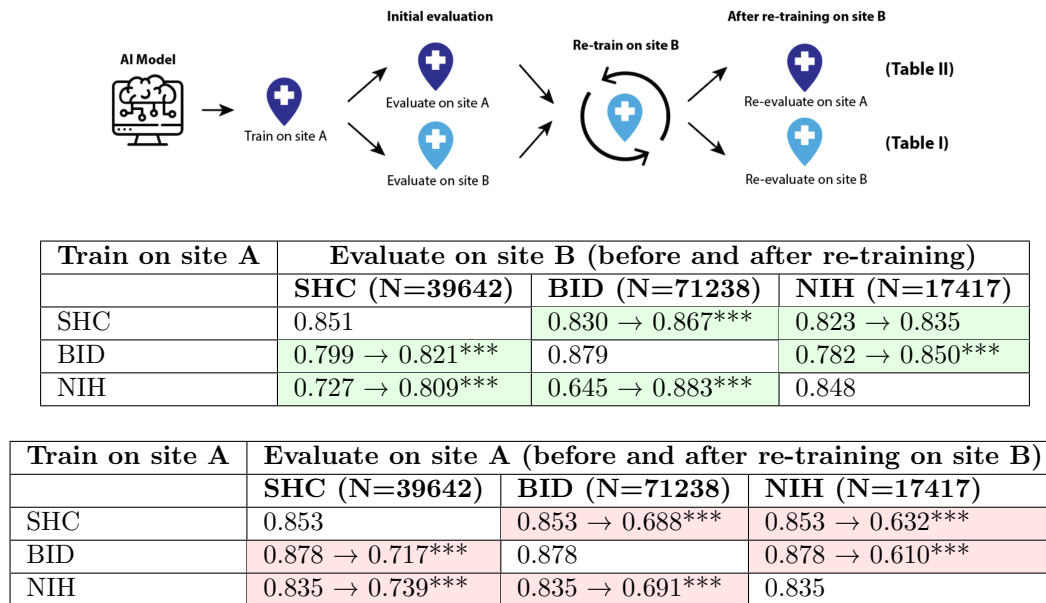 Initial evaluation
After re-training on site B
AI Model
Re-train on site B
(Table II)
Evaluate on site A
Re-evaluate on site A
Train on site A
(Table I)
Evaluate on site B
Re-evaluate on site B
Train on site A Evaluate on site B (before and after re-training)
SHC (N=39642) BID (N=71238) NIH (N=17417)
SHC 0.851 0.830 → 0.867*** 0.823 → 0.835
BID 0.799 → 0.821*** 0.879 0.782 → 0.850***
NIH 0.727 → 0.809*** 0.645 → 0.883*** 0.848
Train on site A Evaluate on site A (before and after re-training on site B)
SHC (N=39642) BID (N=71238) NIH (N=17417)
SHC 0.853 0.853 → 0.688*** 0.853 → 0.632***
BID 0.878 → 0.717*** 0.878 0.878 → 0.610***
NIH 0.835 → 0.739*** 0.835 → 0.691*** 0.835